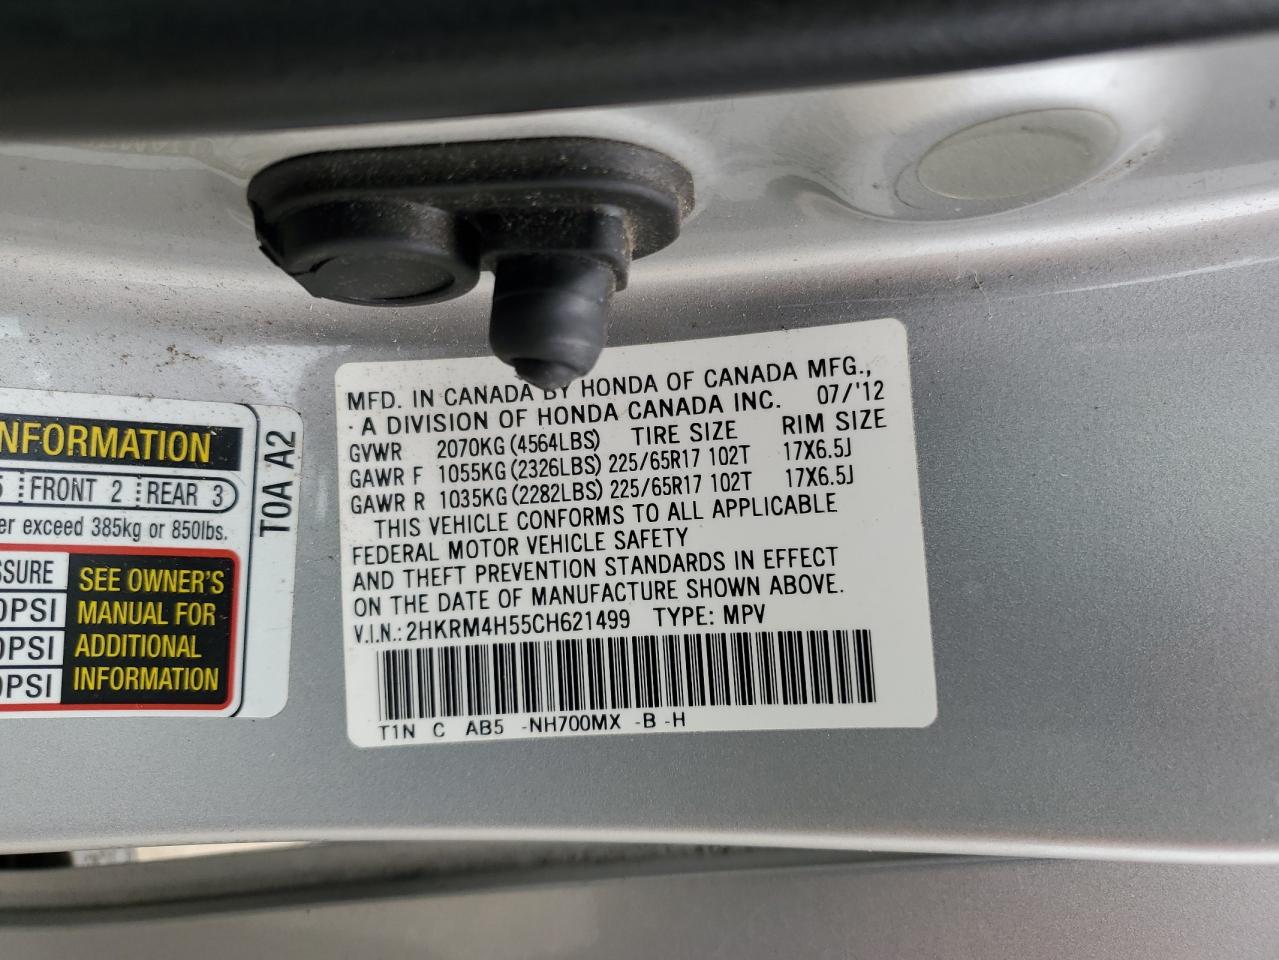 NFORMATION
FRONT 2 REAR 3
er exceed 385kg or 850lbs.
SSURE
0PSI
0PSI
0PSI
SEE OWNER'S
MANUAL FOR
ADDITIONAL
INFORMATION
T0A A2
MFD. IN CANADA BY HONDA OF CANADA MFG.,
A DIVISION OF HONDA CANADA INC. 07/'12
GVWR 2070KG (4564LBS) TIRE SIZE RIM SIZE
GAWR F 1055KG (2326LBS) 225/65R17 102T 17X6.5J
GAWR R 1035KG (2282LBS) 225/65R17 102T 17X6.5J
THIS VEHICLE CONFORMS TO ALL APPLICABLE
FEDERAL MOTOR VEHICLE SAFETY
AND THEFT PREVENTION STANDARDS IN EFFECT
ON THE DATE OF MANUFACTURE SHOWN ABOVE.
V.I.N.: 2HKRM4H55CH621499 TYPE: MPV
T1N C AB5 -NH700MX -B -H